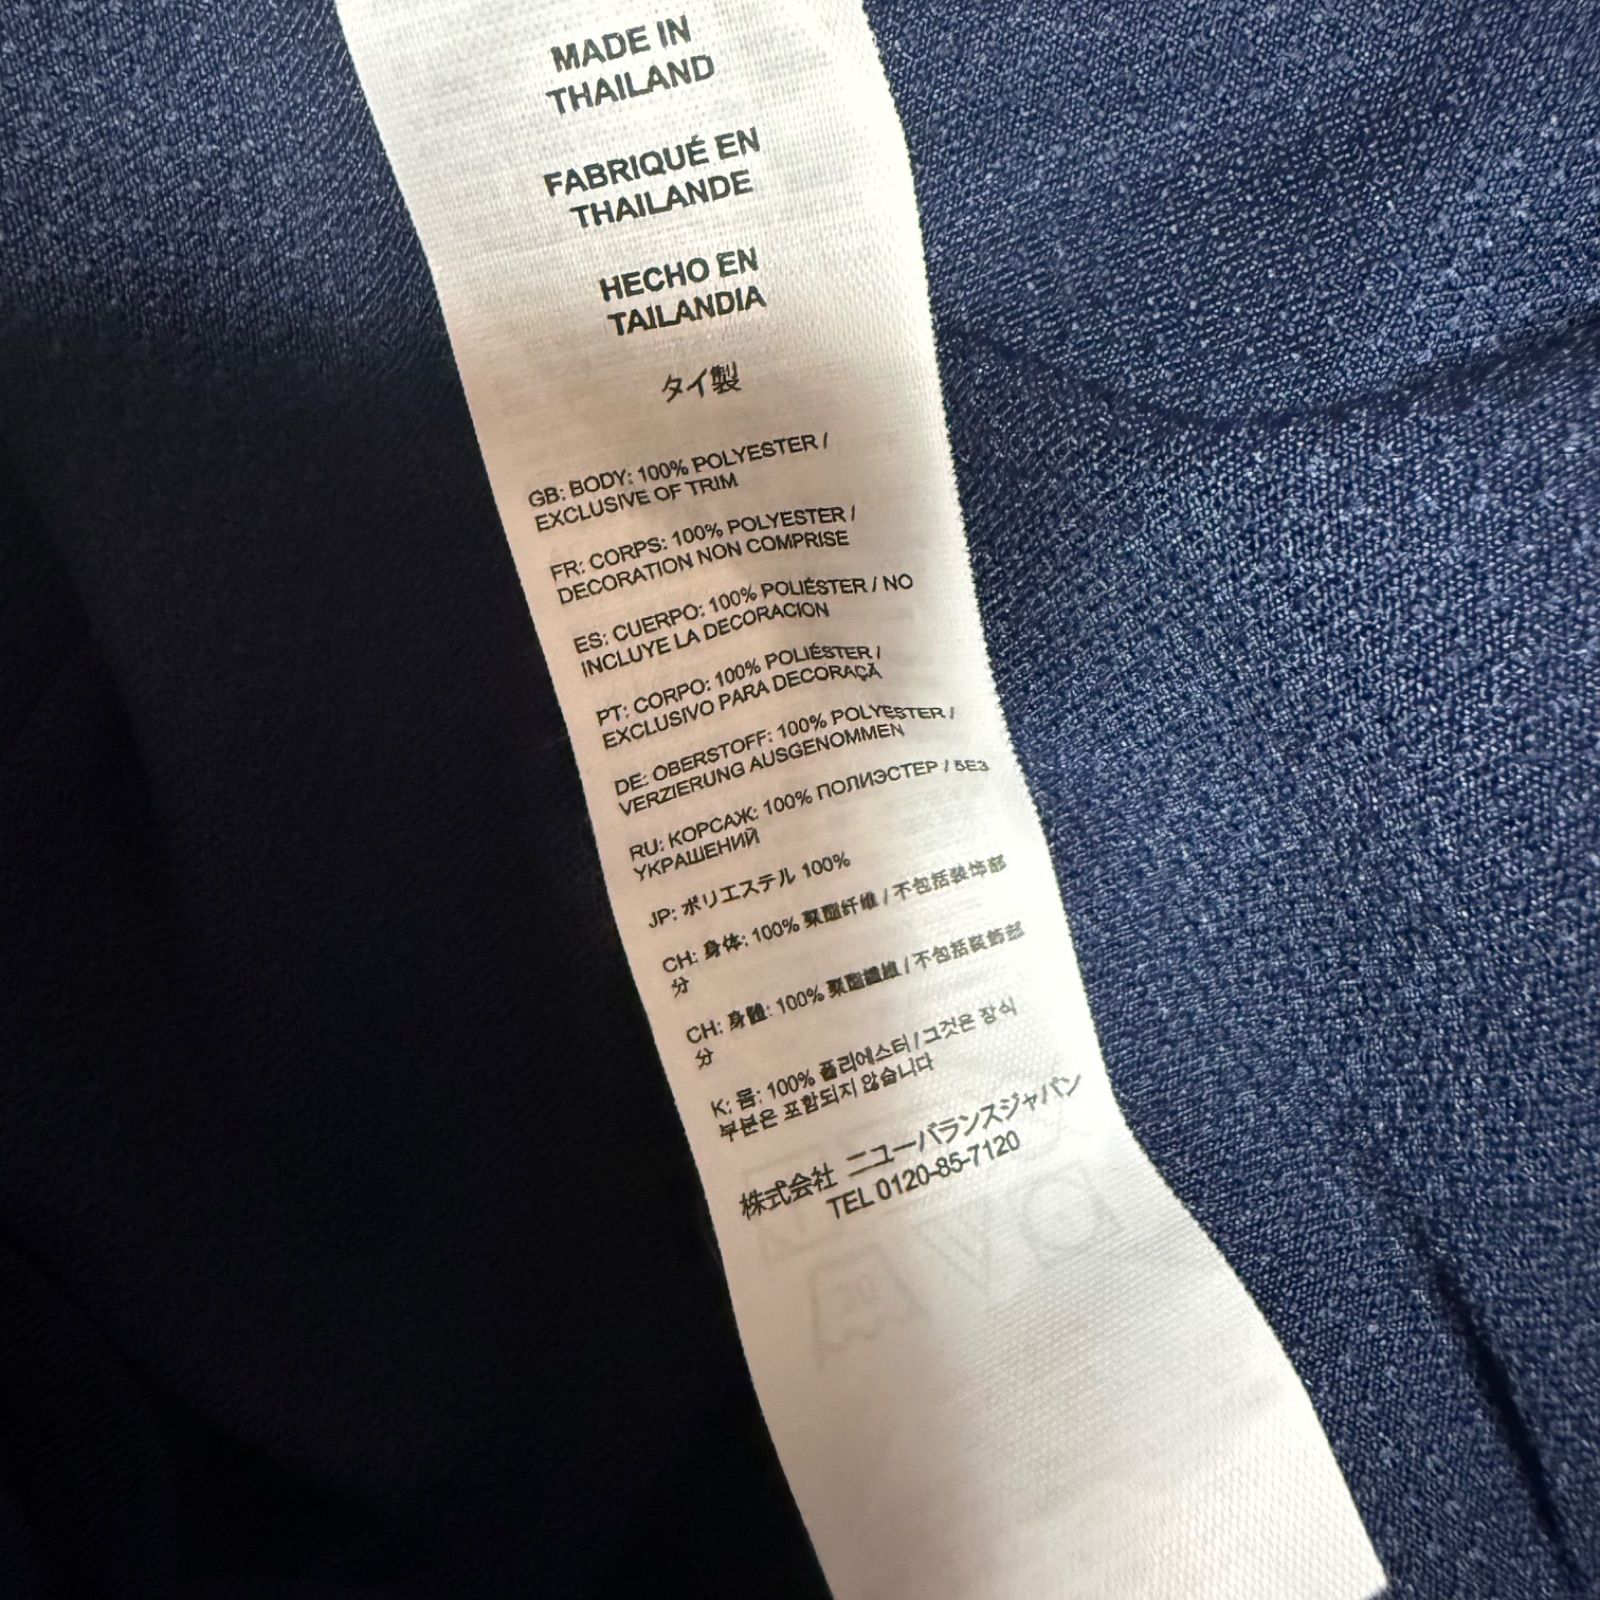 MADE IN
THAILAND
FABRIQUÉ EN
THAILANDE
HECHO EN
TAILANDIA
タイ製
GB: BODY: 100% POLYESTER /
EXCLUSIVE OF TRIM
FR: CORPS: 100% POLYESTER /
DECORATION NON COMPRISE
ES: CUERPO: 100% POLIÉSTER / NO
INCLUYE LA DECORACION
PT: CORPO: 100% POLIÉSTER /
EXCLUSIVO PARA DECORAÇÃ
DE: OBERSTOFF: 100% POLYESTER /
VERZIERUNG AUSGENOMMEN
RU: КОРСАЖ: 100% ПОЛИЭСТЕР / БЕЗ
УКРАШЕНИЙ
JP: ポリエステル 100%
CH: 身体: 100% 聚酯纤维 / 不包括装饰部
分
CH: 身體: 100% 聚酯纖維 / 不包括裝飾部
分
K: 몸: 100% 폴리에스터 / 그것은 장식
부분은 포함되지 않습니다
株式会社 ニューバランスジャパン
TEL 0120-85-7120